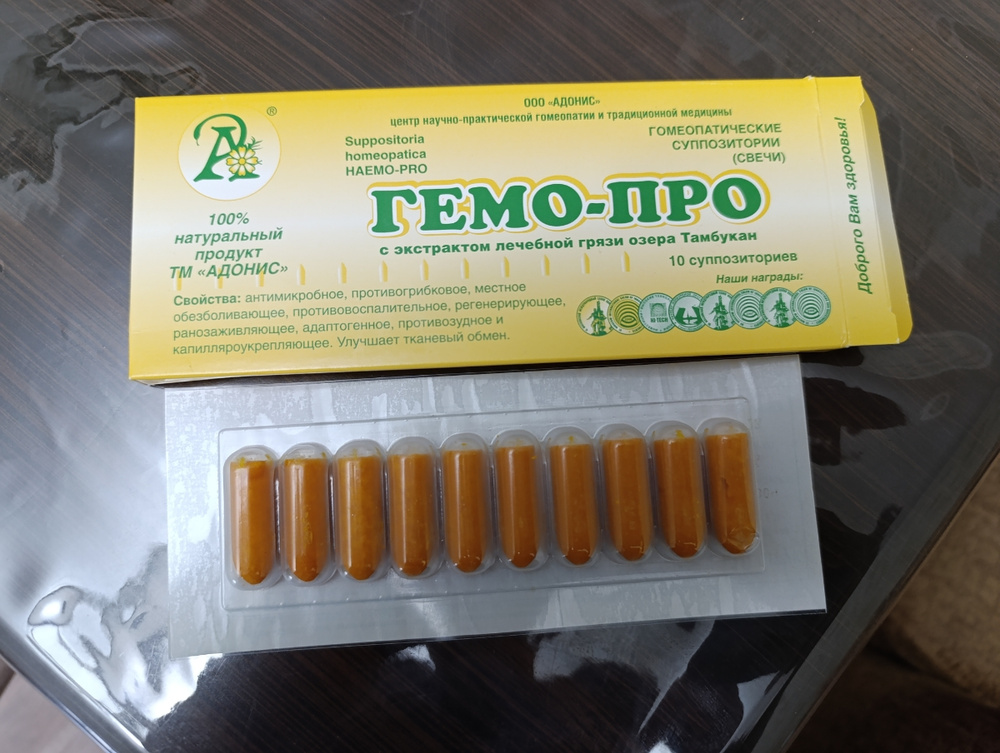 ООО «АДОНИС»
центр научно-практической гомеопатии и традиционной медицины
®
Suppositoria
homeopatica
HAEMO-PRO
ГОМЕОПАТИЧЕСКИЕ
СУППОЗИТОРИИ
(СВЕЧИ)
ГЕМО-ПРО
с экстрактом лечебной грязи озера Тамбукан
10 суппозиториев
100%
натуральный
продукт
ТМ «АДОНИС»
Свойства: антимикробное, противогрибковое, местное
обезболивающее, противовоспалительное, регенерирующее,
ранозаживляющее, адаптогенное, противозудное и
капилляроукрепляющее. Улучшает тканевый обмен.
Наши награды:
HI-TECH
Доброго Вам здоровья!